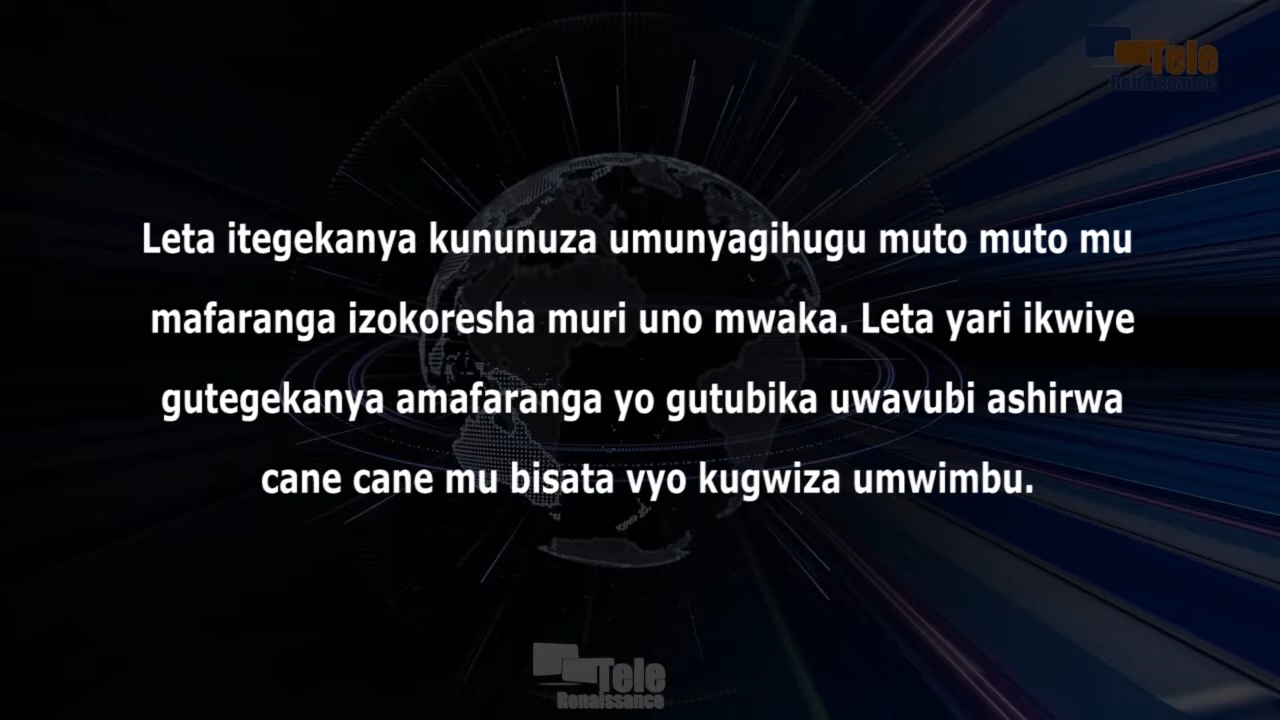 Tele
Renaissance
Leta itegekanya kununuza umunyagihugu muto muto mu
mafaranga izokoresha muri uno mwaka. Leta yari ikwiye
gutegekanya amafaranga yo gutubika uwavubi ashirwa
cane cane mu bisata vyo kugwiza umwimbu.
Tele
Renaissance